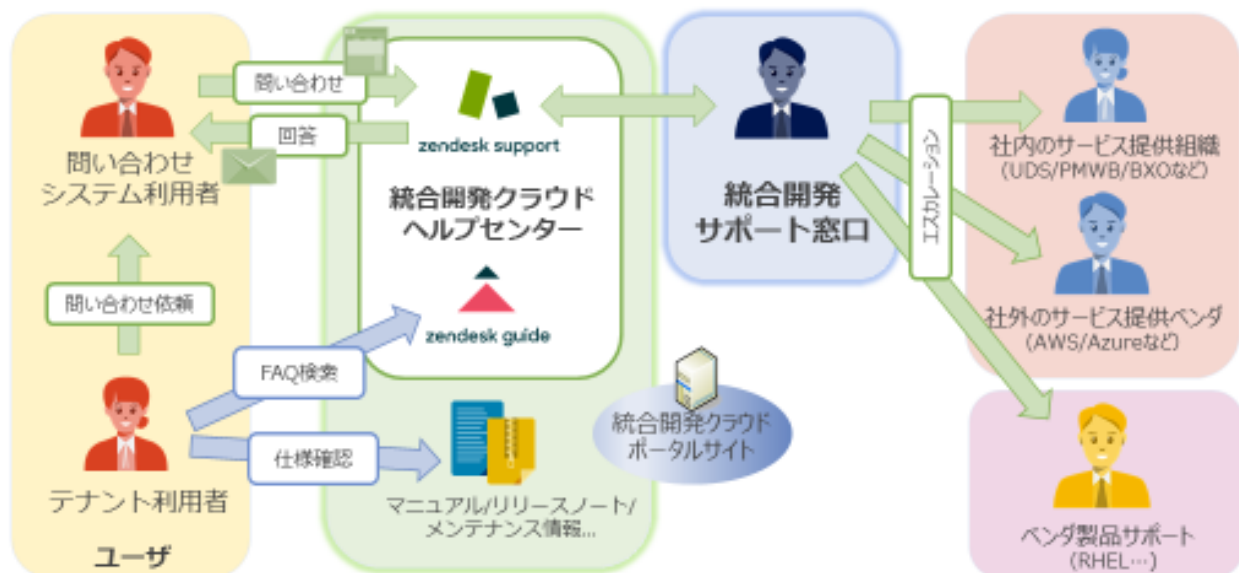 問い合わせ
回答
問い合わせ
システム利用者
問い合わせ依頼
テナント利用者
ユーザ
FAQ検索
仕様確認
zendesk support
統合開発クラウド
ヘルプセンター
zendesk guide
マニュアル/リリースノート/
メンテナンス情報...
統合開発クラウド
ポータルサイト
統合開発
サポート窓口
エスカレーション
社内のサービス提供組織
(UDS/PMWB/BXOなど)
社外のサービス提供ベンダ
(AWS/Azureなど)
ベンダ製品サポート
(RHEL…)